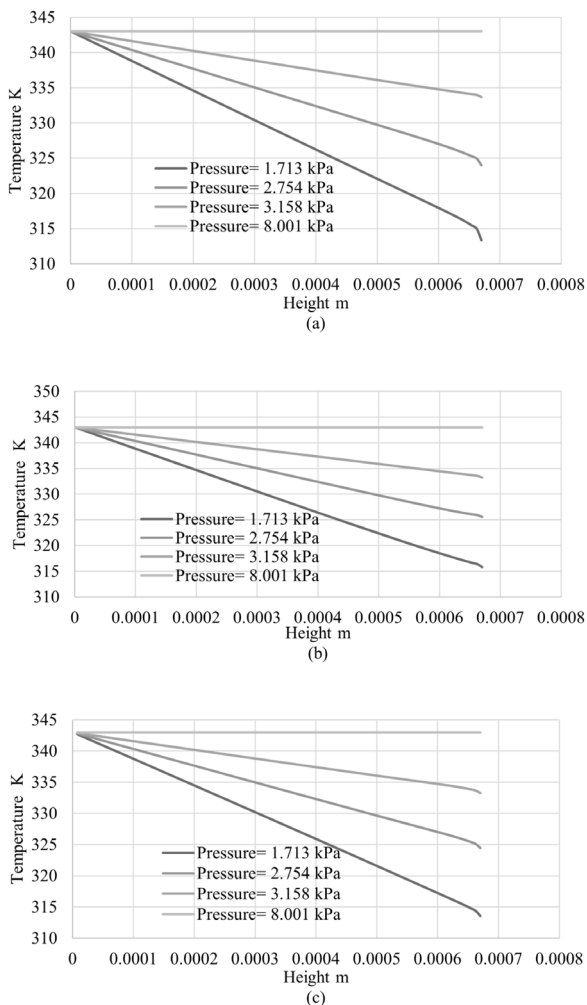 345
340
335
330
325
320
315
310
Temperature K
Pressure= 1.713 kPa
Pressure= 2.754 kPa
Pressure= 3.158 kPa
Pressure= 8.001 kPa
0 0.0001 0.0002 0.0003 0.0004 0.0005 0.0006 0.0007 0.0008
Height m
(a)
350
345
340
335
330
325
320
315
310
Temperature K
Pressure= 1.713 kPa
Pressure= 2.754 kPa
Pressure= 3.158 kPa
Pressure= 8.001 kPa
0 0.0001 0.0002 0.0003 0.0004 0.0005 0.0006 0.0007 0.0008
Height m
(b)
345
340
335
330
325
320
315
310
Temperature K
Pressure= 1.713 kPa
Pressure= 2.754 kPa
Pressure= 3.158 kPa
Pressure= 8.001 kPa
0 0.0001 0.0002 0.0003 0.0004 0.0005 0.0006 0.0007 0.0008
Height m
(c)